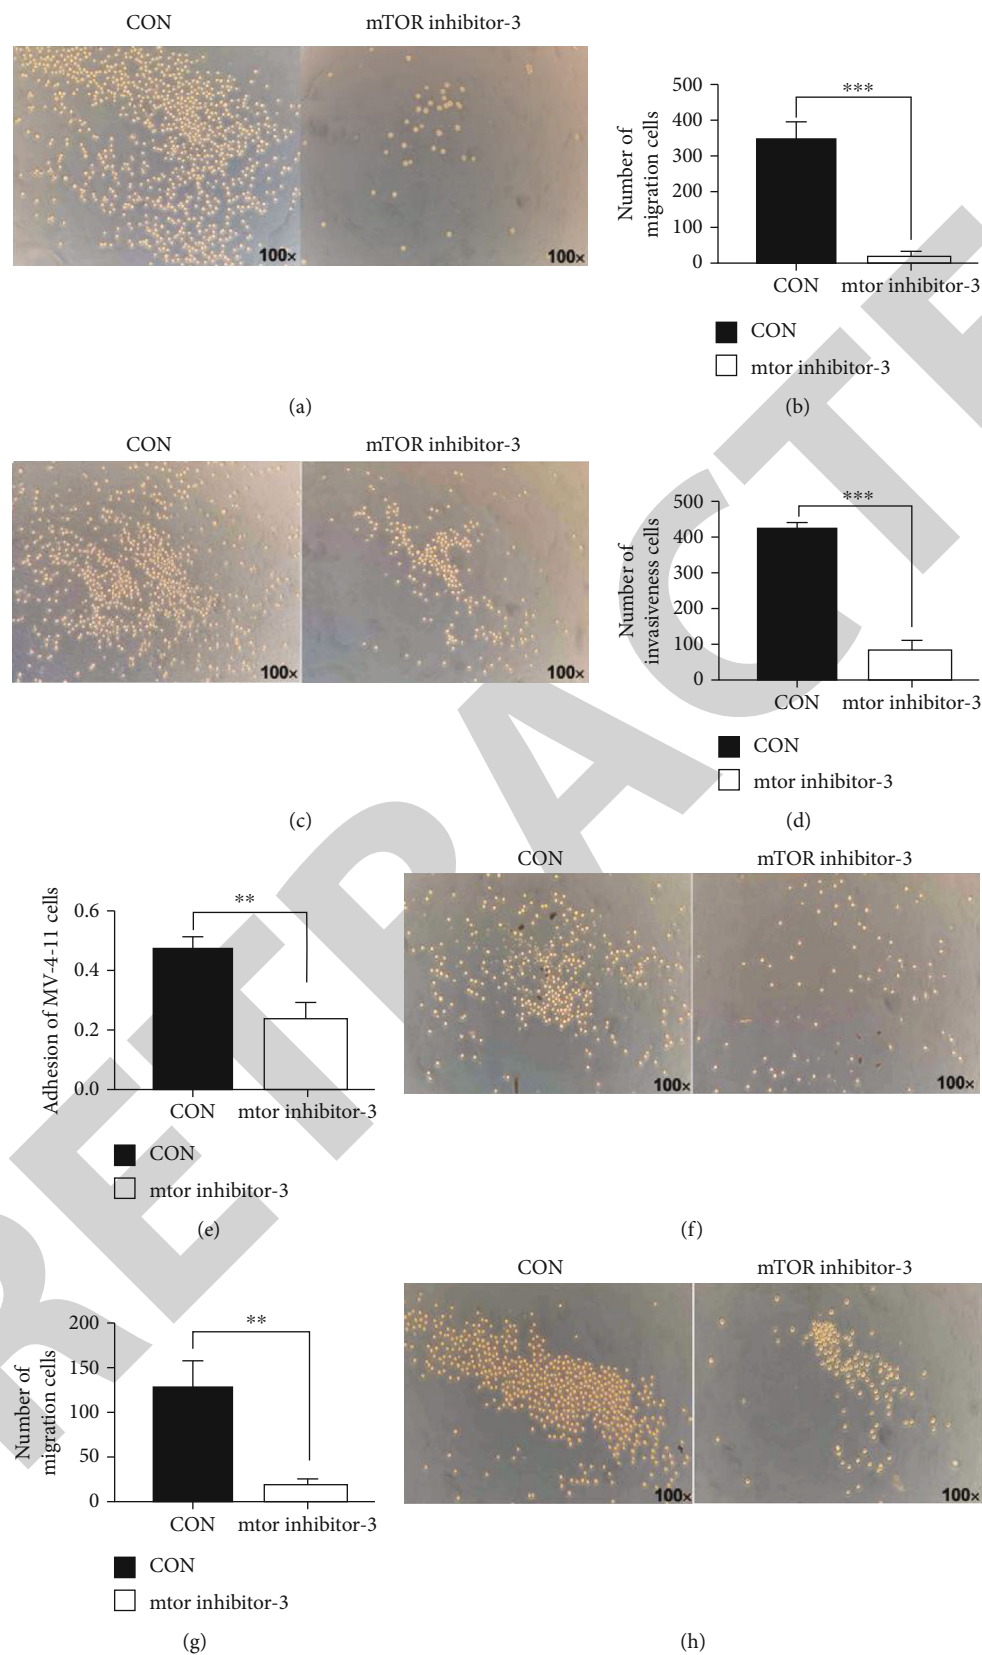 CON mTOR inhibitor-3
100× 100×
(a)
Number of
migration cells
500
400
300
200
100
0
***
CON mtor inhibitor-3
CON
mtor inhibitor-3
(b)
CON mTOR inhibitor-3
100× 100×
(c)
Number of
invasiveness cells
500
400
300
200
100
0
***
CON mtor inhibitor-3
CON
mtor inhibitor-3
(d)
Adhesion of MV-4-11 cells
0.6
0.4
0.2
0.0
**
CON mtor inhibitor-3
CON
mtor inhibitor-3
(e)
CON mTOR inhibitor-3
100× 100×
(f)
Number of
migration cells
200
150
100
50
0
**
CON mtor inhibitor-3
CON
mtor inhibitor-3
(g)
CON mTOR inhibitor-3
100× 100×
(h)
RETRACTE